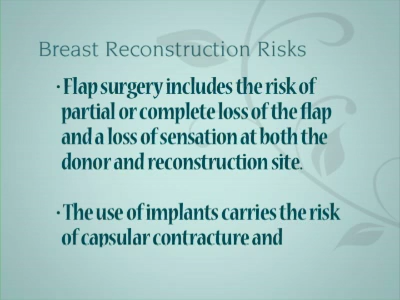 Breast Reconstruction Risks
· Flap surgery includes the risk of
partial or complete loss of the flap
and a loss of sensation at both the
donor and reconstruction site.
· The use of implants carries the risk
of capsular contracture and